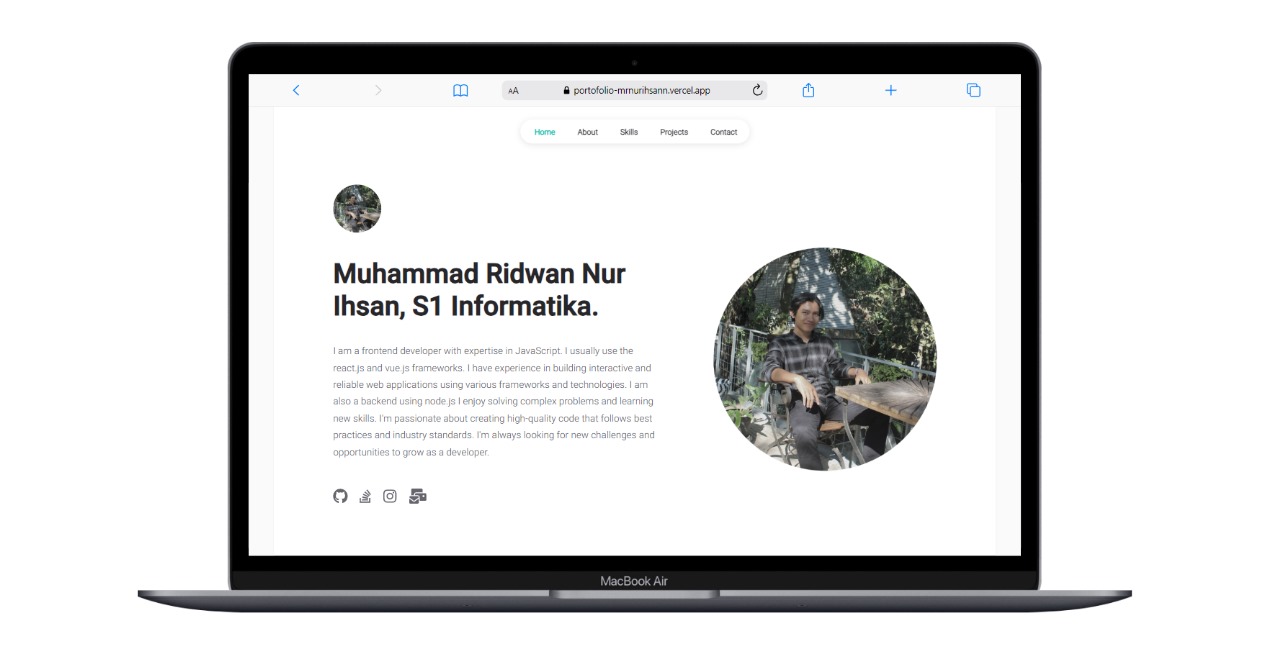 AA portofolio-mrnurihsann.vercel.app
Home About Skills Projects Contact
Muhammad Ridwan Nur
Ihsan, S1 Informatika.
I am a frontend developer with expertise in JavaScript. I usually use the
react.js and vue.js frameworks. I have experience in building interactive and
reliable web applications using various frameworks and technologies. I am
also a backend using node.js I enjoy solving complex problems and learning
new skills. I'm passionate about creating high-quality code that follows best
practices and industry standards. I'm always looking for new challenges and
opportunities to grow as a developer.
MacBook Air